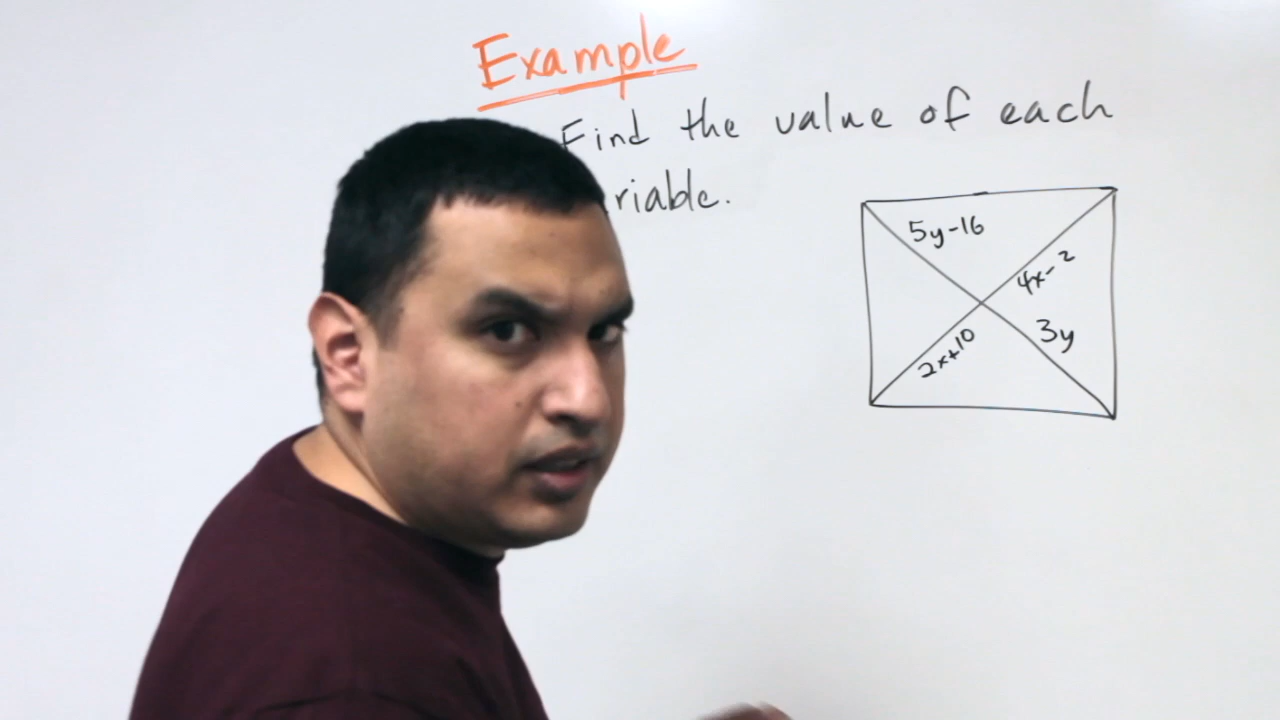 Example
Find the value of each
riable.
5y-16
4x-2
2x+10
3y